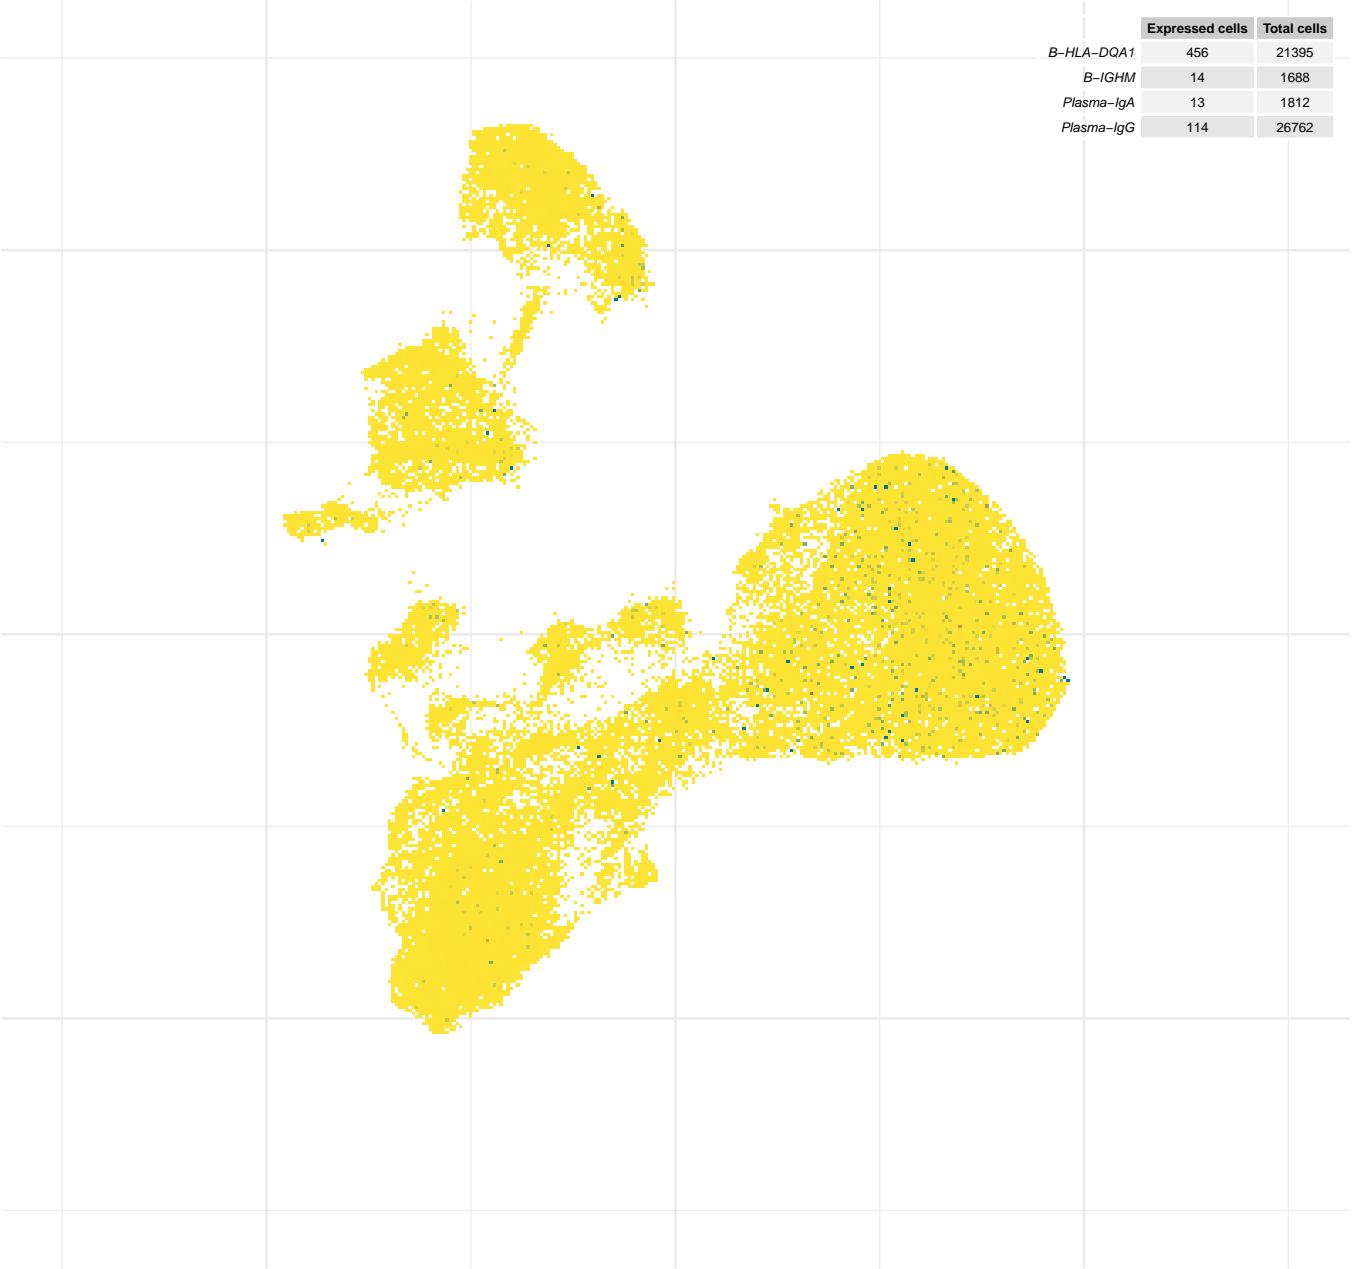 Expressed cells Total cells
B−HLA−DQA1 456 21395
B−IGHM 14 1688
Plasma−IgA 13 1812
Plasma−IgG 114 26762